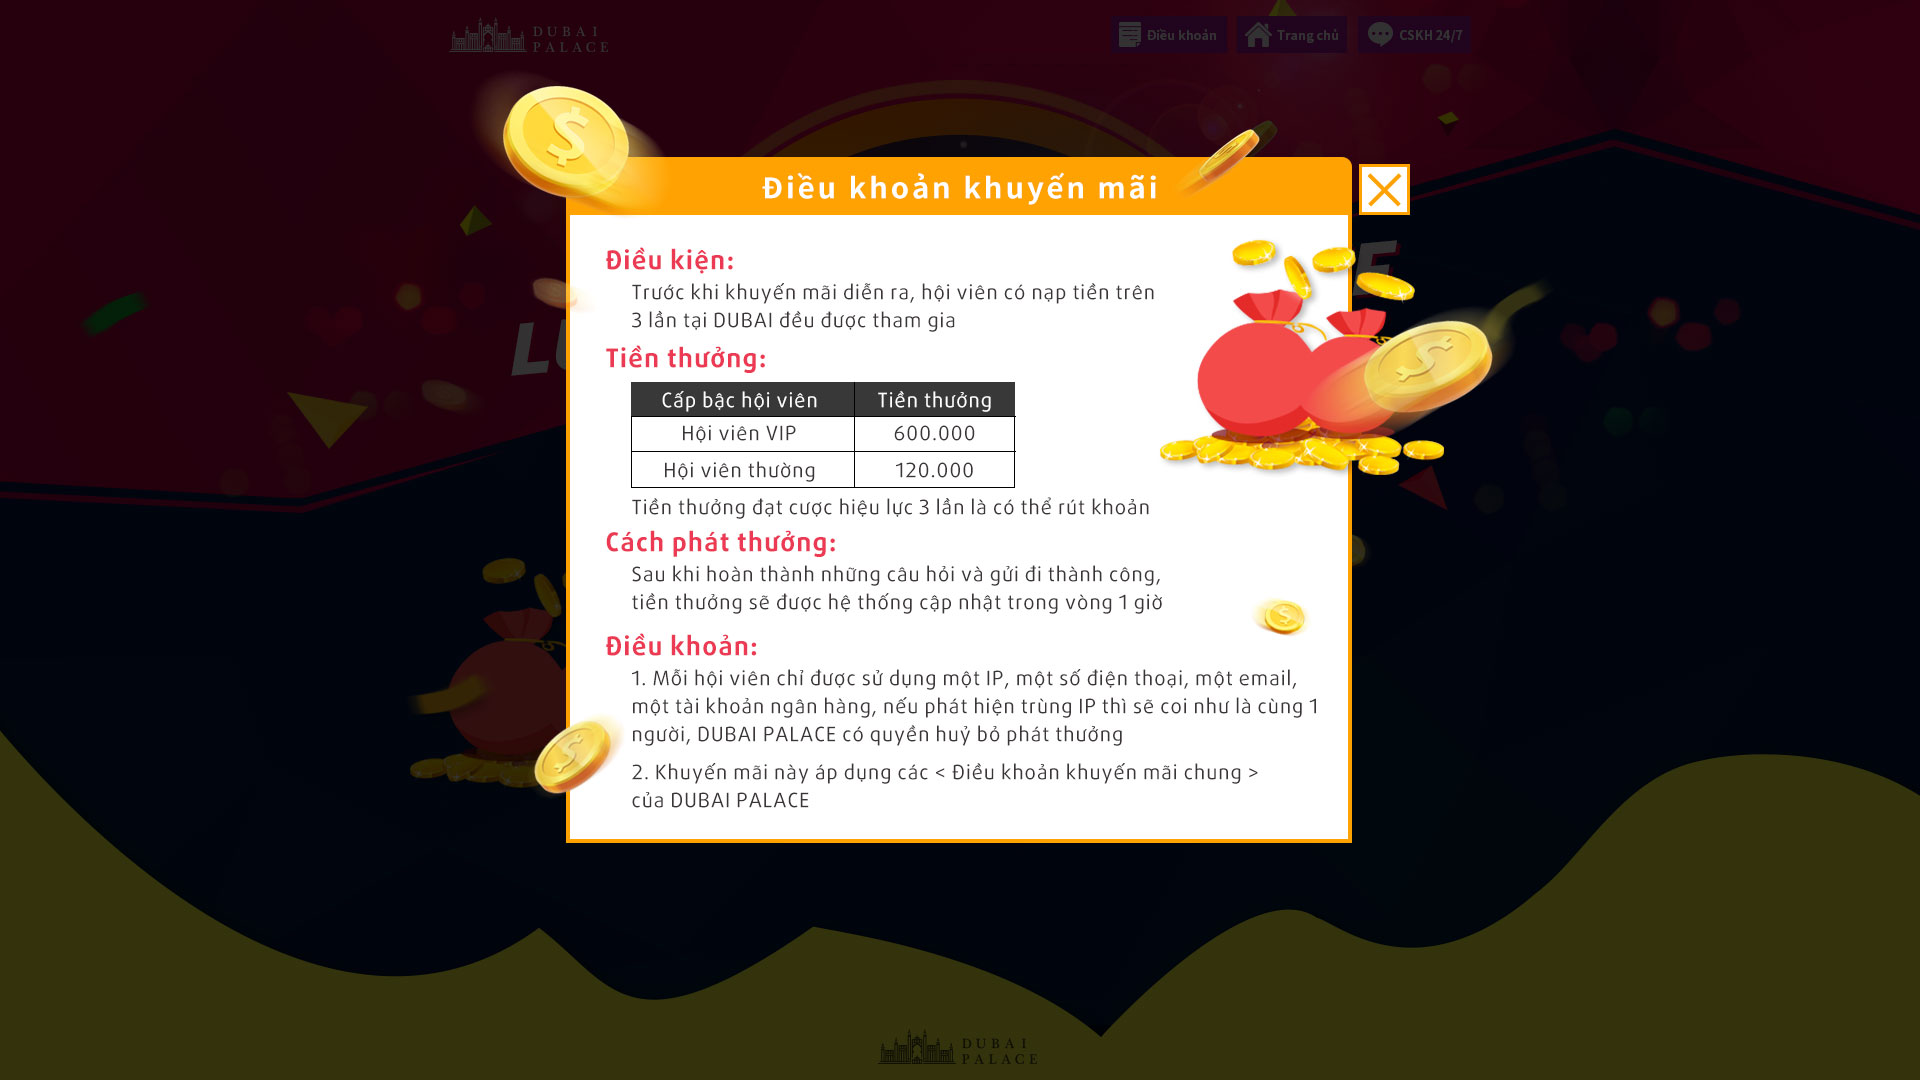 DUBAI
PALACE
Điều khoản
Trang chủ
CSKH 24/7
Điều khoản khuyến mãi
Điều kiện:
Trước khi khuyến mãi diễn ra, hội viên có nạp tiền trên
3 lần tại DUBAI đều được tham gia
Tiền thưởng:
Cấp bậc hội viên Tiền thưởng
Hội viên VIP 600.000
Hội viên thường 120.000
Tiền thưởng đạt cược hiệu lực 3 lần là có thể rút khoản
Cách phát thưởng:
Sau khi hoàn thành những câu hỏi và gửi đi thành công,
tiền thưởng sẽ được hệ thống cập nhật trong vòng 1 giờ
Điều khoản:
1. Mỗi hội viên chỉ được sử dụng một IP, một số điện thoại, một email,
một tài khoản ngân hàng, nếu phát hiện trùng IP thì sẽ coi như là cùng 1
người, DUBAI PALACE có quyền huỷ bỏ phát thưởng
2. Khuyến mãi này áp dụng các < Điều khoản khuyến mãi chung >
của DUBAI PALACE
DUBAI
PALACE